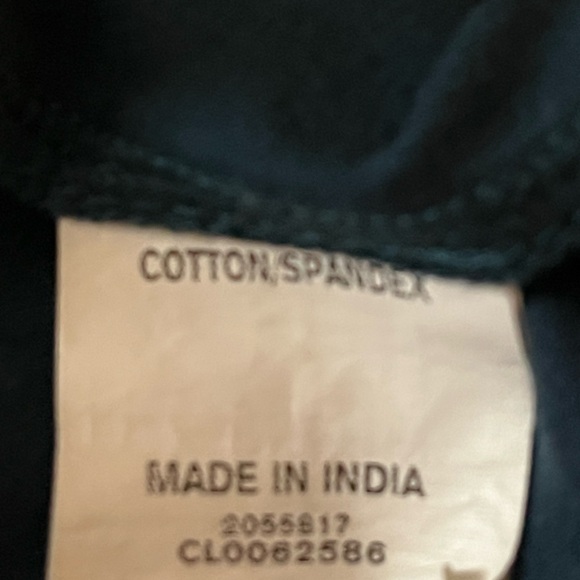 COTTON/SPANDEX
MADE IN INDIA
2055817
CL0062586